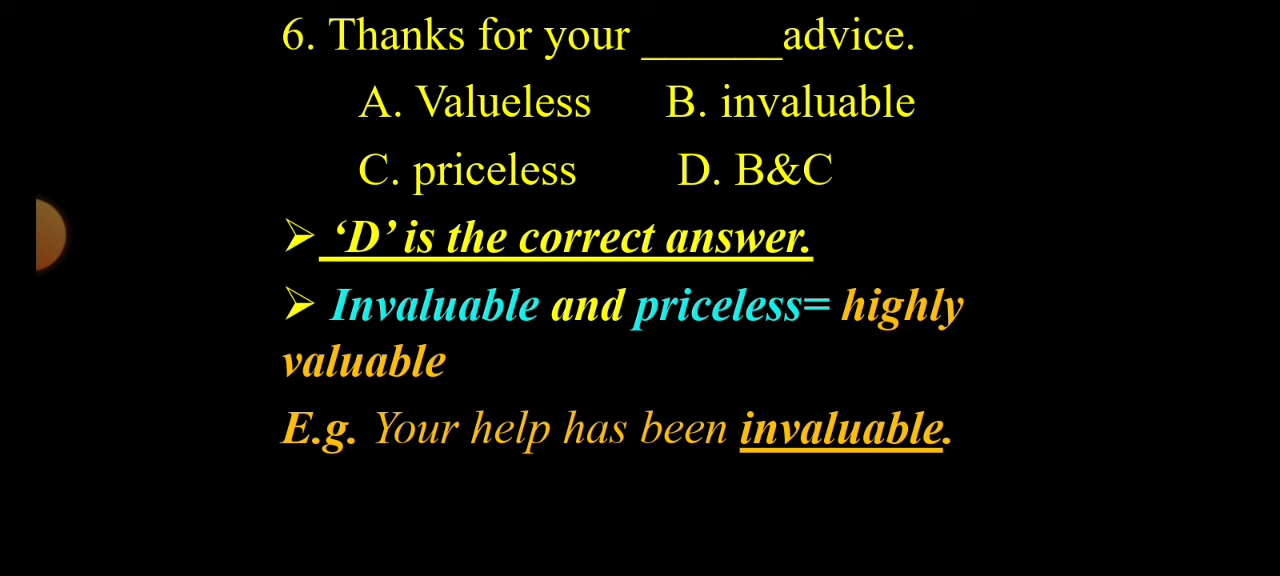 6. Thanks for your ______advice.
A. Valueless B. invaluable
C. priceless D. B&C
➢ ‘D’ is the correct answer.
➢ Invaluable and priceless= highly
valuable
E.g. Your help has been invaluable.